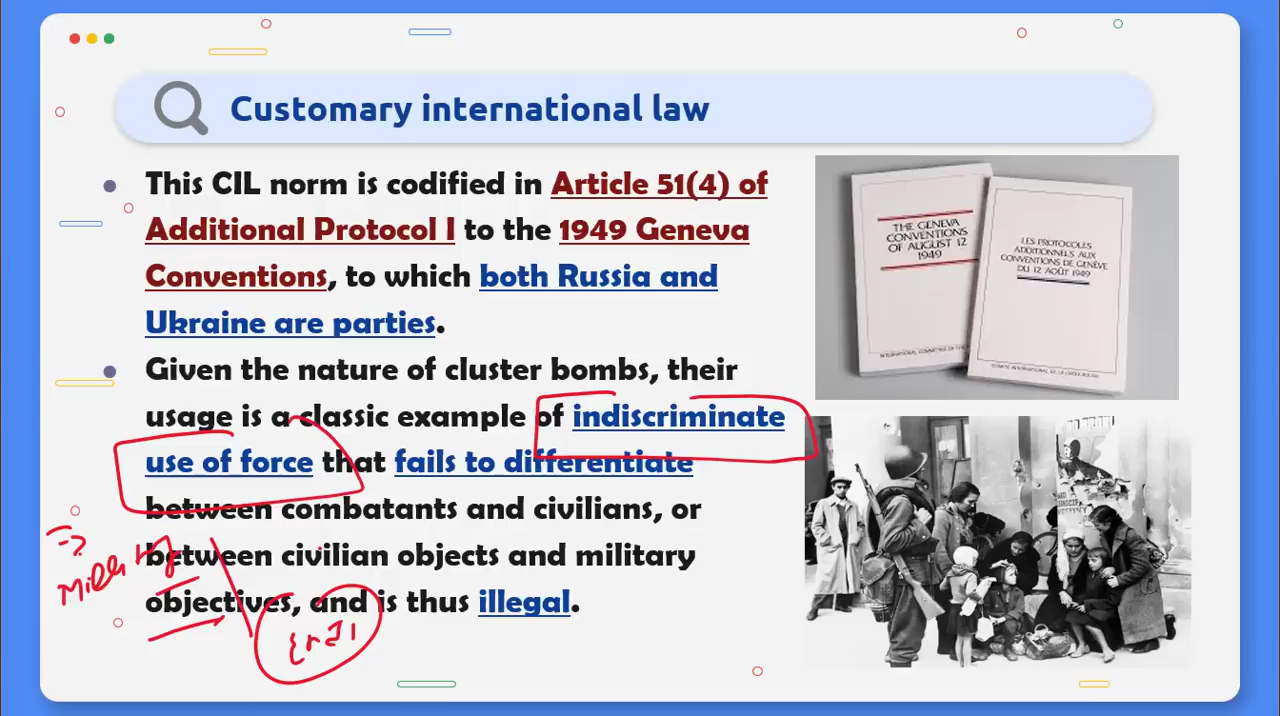 Customary international law
This CIL norm is codified in Article 51(4) of
Additional Protocol I to the 1949 Geneva
Conventions, to which both Russia and
Ukraine are parties.
Given the nature of cluster bombs, their
usage is a classic example of indiscriminate
use of force that fails to differentiate
between combatants and civilians, or
between civilian objects and military
objectives, and is thus illegal.
THE GENEVA
CONVENTIONS
OF AUGUST 12
1949
LES PROTOCOLES
ADDITIONNELS AUX
CONVENTIONS DE GENÈVE
DU 12 AOÛT 1949